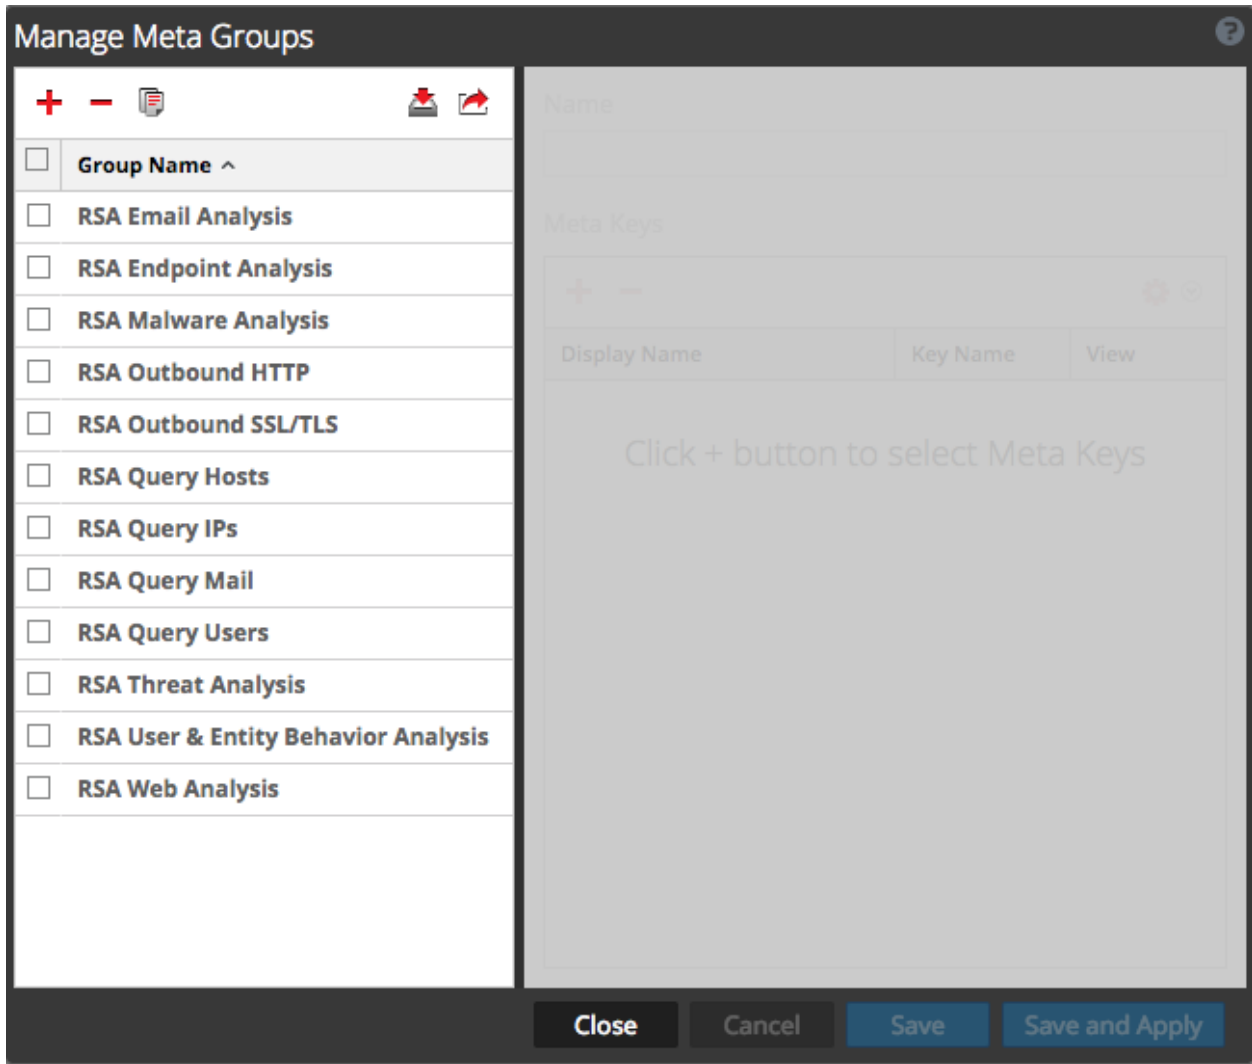 Manage Meta Groups
Group Name
RSA Email Analysis
RSA Endpoint Analysis
RSA Malware Analysis
RSA Outbound HTTP
RSA Outbound SSL/TLS
RSA Query Hosts
RSA Query IPs
RSA Query Mail
RSA Query Users
RSA Threat Analysis
RSA User & Entity Behavior Analysis
RSA Web Analysis
Name
Meta Keys
Display Name Key Name View
Click + button to select Meta Keys
Close Cancel Save Save and Apply